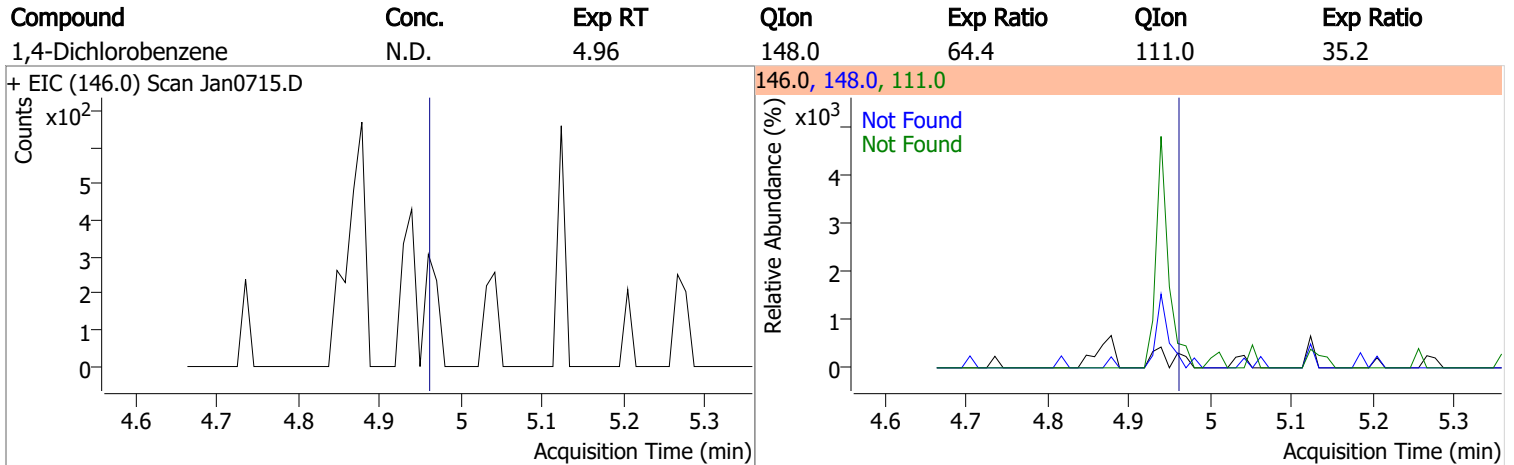 Compound Conc. Exp RT QIon Exp Ratio QIon Exp Ratio
1,4-Dichlorobenzene N.D. 4.96 148.0 64.4 111.0 35.2
+ EIC (146.0) Scan Jan0715.D
Counts
x10²
5
4
3
2
1
0
4.6 4.7 4.8 4.9 5 5.1 5.2 5.3
Acquisition Time (min)
146.0, 148.0, 111.0
Relative Abundance (%)
x10³
Not Found
Not Found
4
3
2
1
0
4.6 4.7 4.8 4.9 5 5.1 5.2 5.3
Acquisition Time (min)